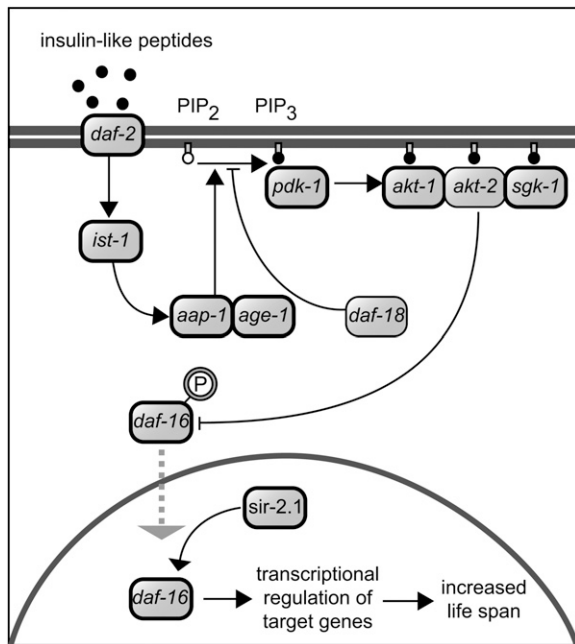 insulin-like peptides
PIP2
PIP3
daf-2
pdk-1
akt-1
akt-2
sgk-1
ist-1
aap-1
age-1
daf-18
P
daf-16
sir-2.1
daf-16
transcriptional
regulation of
target genes
increased
life span